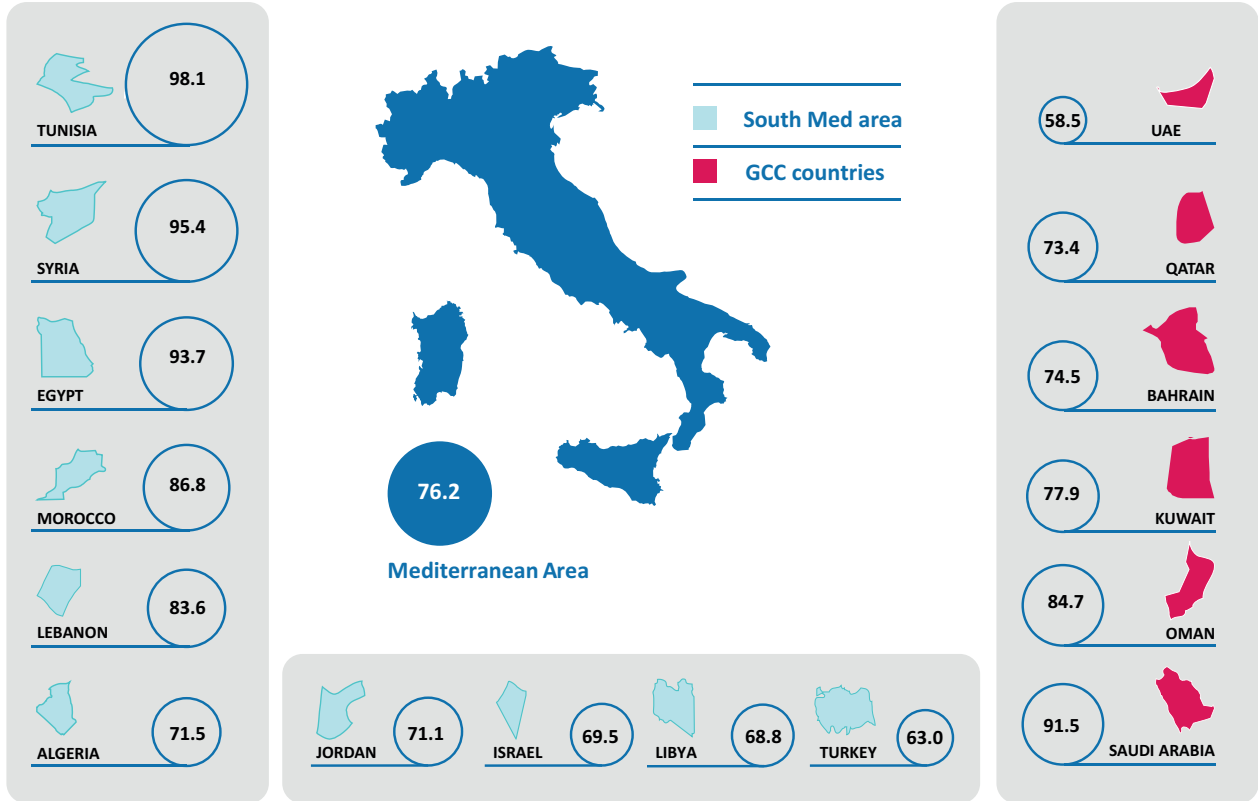 98.1
TUNISIA
95.4
SYRIA
93.7
EGYPT
86.8
MOROCCO
83.6
LEBANON
71.5
ALGERIA
South Med area
GCC countries
76.2
Mediterranean Area
71.1
JORDAN
69.5
ISRAEL
68.8
LIBYA
63.0
TURKEY
58.5
UAE
73.4
QATAR
74.5
BAHRAIN
77.9
KUWAIT
84.7
OMAN
91.5
SAUDI ARABIA